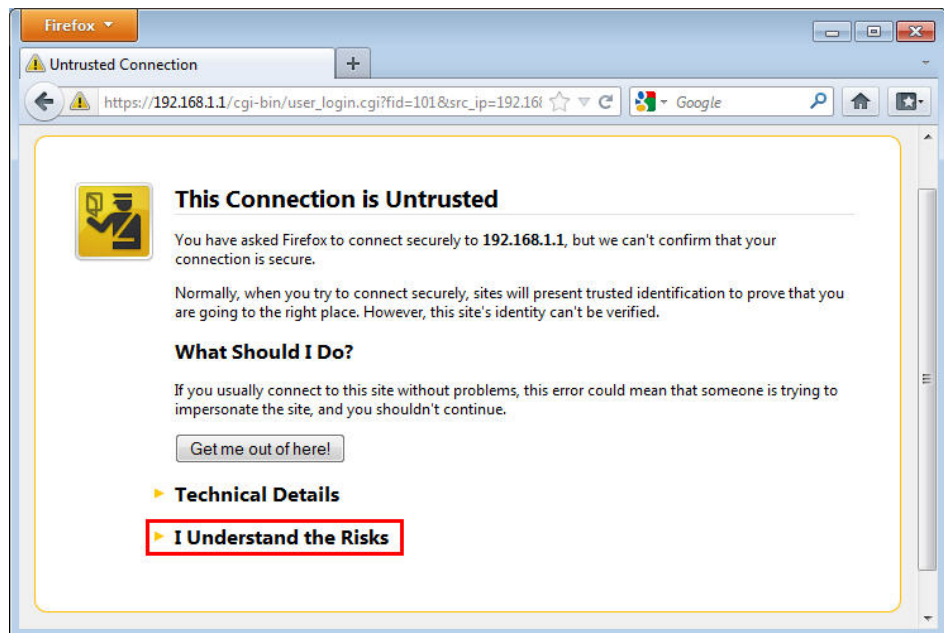 Firefox
Untrusted Connection
https://192.168.1.1/cgi-bin/user_login.cgi?fid=101&src_ip=192.16
Google
This Connection is Untrusted
You have asked Firefox to connect securely to 192.168.1.1, but we can't confirm that your
connection is secure.
Normally, when you try to connect securely, sites will present trusted identification to prove that you
are going to the right place. However, this site's identity can't be verified.
What Should I Do?
If you usually connect to this site without problems, this error could mean that someone is trying to
impersonate the site, and you shouldn't continue.
Get me out of here!
Technical Details
I Understand the Risks